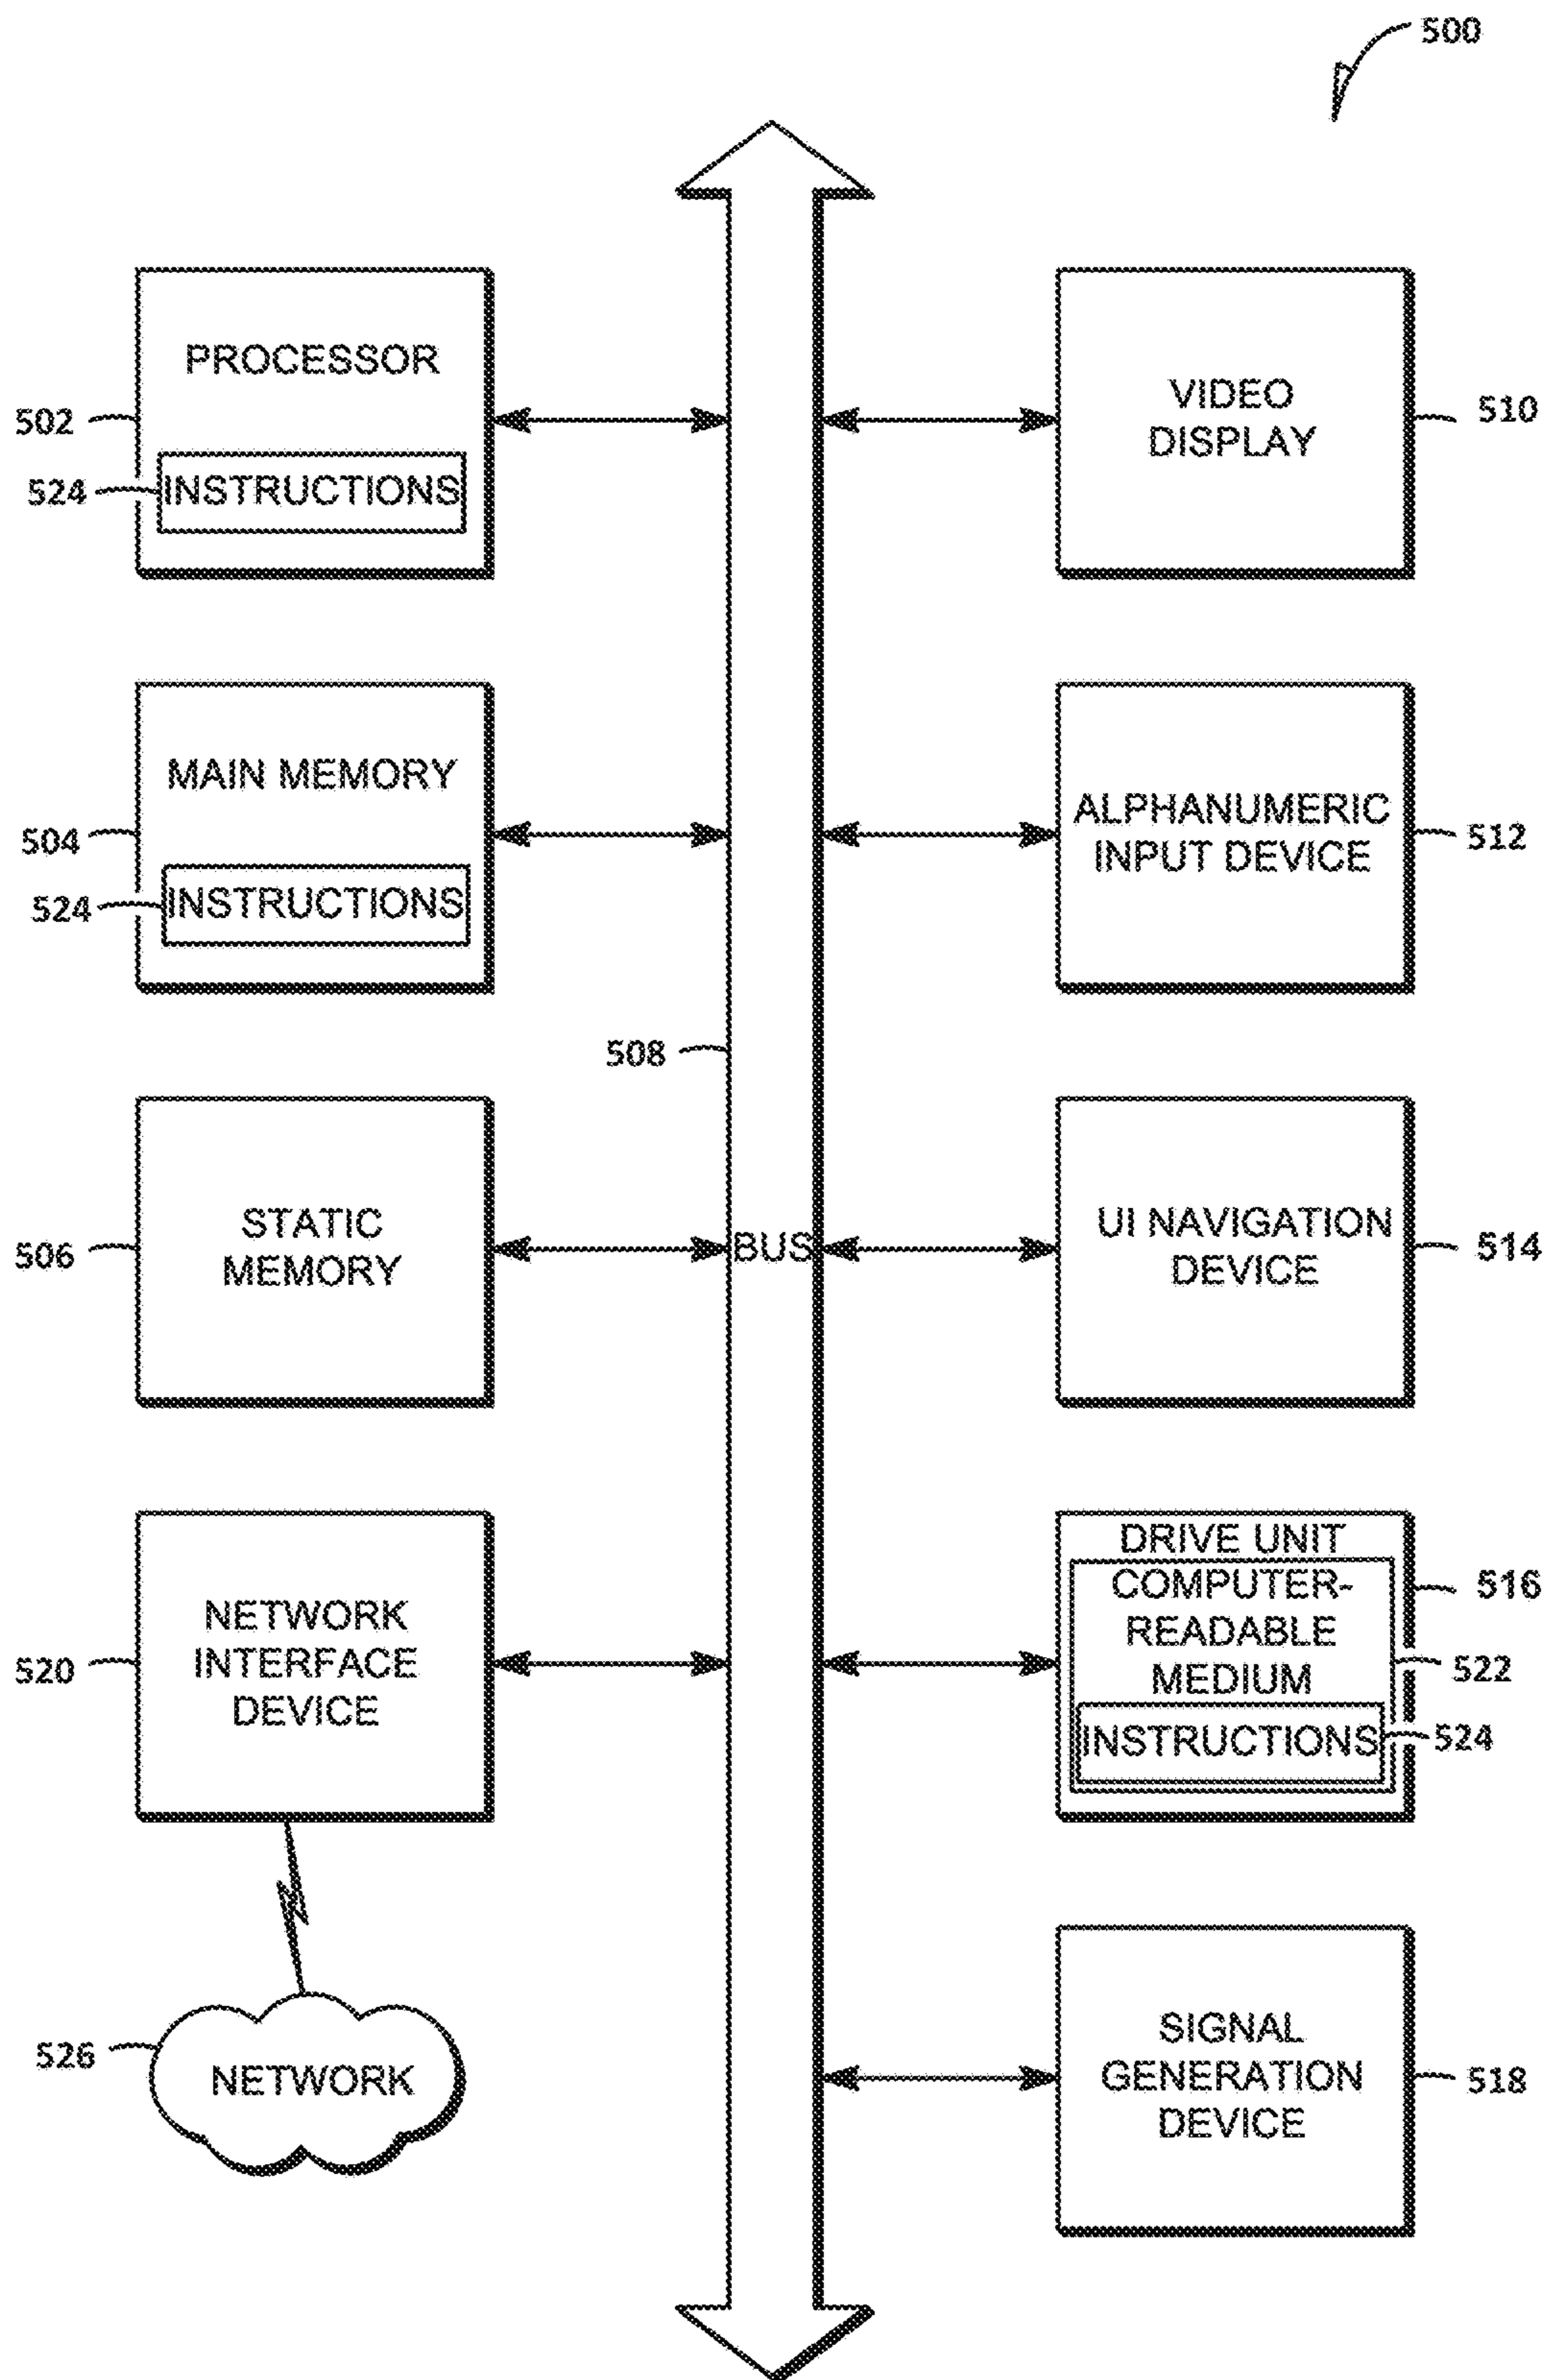 500
PROCESSOR
502
524
INSTRUCTIONS
VIDEO
DISPLAY
510
MAIN MEMORY
504
524
INSTRUCTIONS
ALPHANUMERIC
INPUT DEVICE
512
508
STATIC
MEMORY
506
BUS
UI NAVIGATION
DEVICE
514
NETWORK
INTERFACE
DEVICE
520
DRIVE UNIT
COMPUTER-
READABLE
MEDIUM
516
522
INSTRUCTIONS
524
526
NETWORK
SIGNAL
GENERATION
DEVICE
518